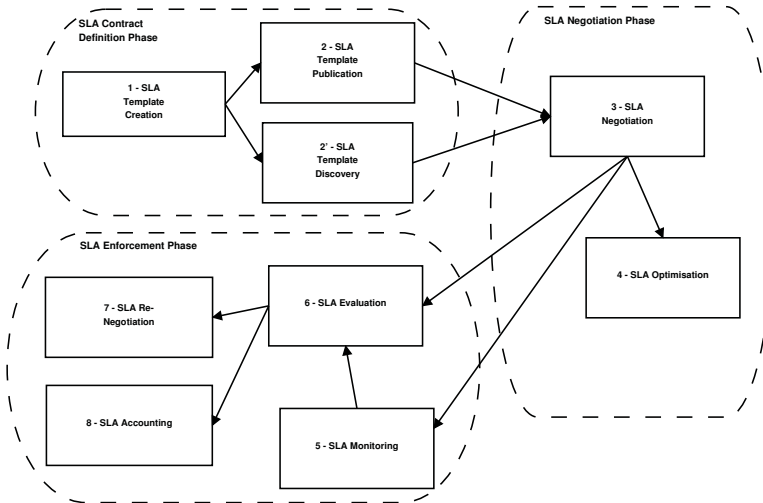 SLA Contract
Definition Phase
1 - SLA
Template
Creation
2 - SLA
Template
Publication
2' - SLA
Template
Discovery
SLA Negotiation Phase
3 - SLA
Negotiation
4 - SLA Optimisation
SLA Enforcement Phase
7 - SLA Re-
Negotiation
6 - SLA Evaluation
8 - SLA Accounting
5 - SLA Monitoring